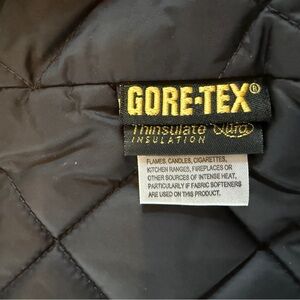 GORE-TEX®
Thinsulate Ultra
INSULATION
FLAMES, CANDLES, CIGARETTES,
KITCHEN RANGES, FIREPLACES OR
OTHER SOURCES OF INTENSE HEAT,
PARTICULARLY IF FABRIC SOFTENERS
ARE USED ON THIS PRODUCT.